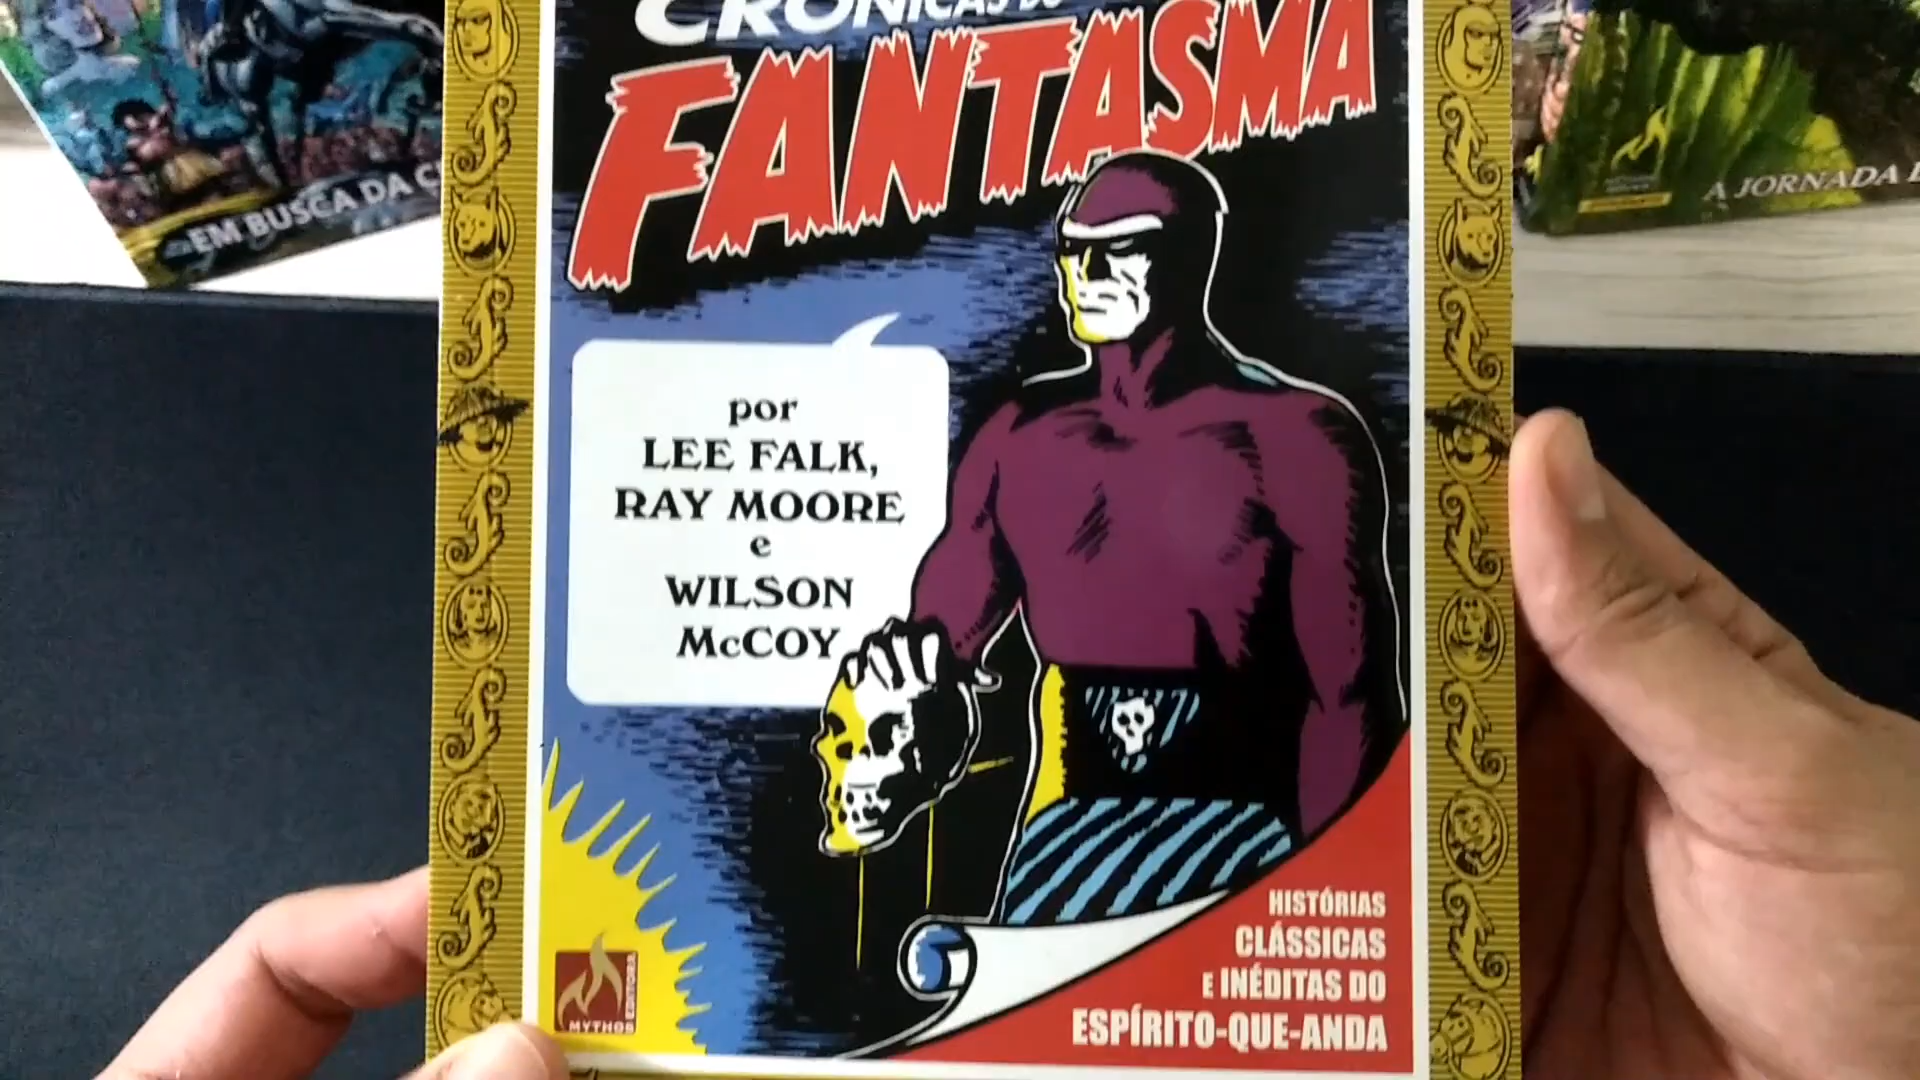 CRÔNICAS DO
FANTASMA
EM BUSCA DA
A JORNADA
por
LEE FALK,
RAY MOORE
e
WILSON
McCOY
HISTÓRIAS
CLÁSSICAS
E INÉDITAS DO
ESPÍRITO-QUE-ANDA
MYTHOS
EDITORA